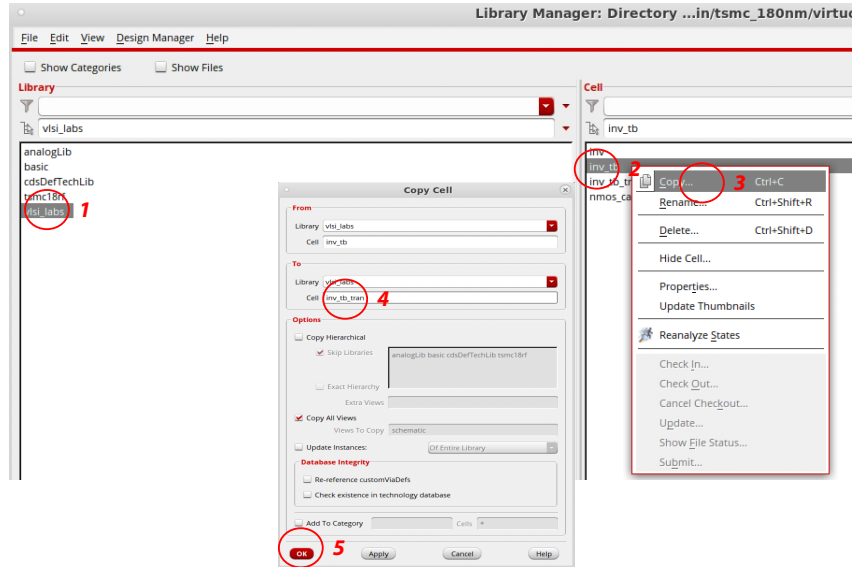 Library Manager: Directory ...in/tsmc_180nm/virtuo
File Edit View Design Manager Help
Show Categories Show Files
Library
vlsi_labs
analogLib
basic
cdsDefTechLib
tsmc18rf
vlsi_labs 1
Cell
inv_tb
inv
inv_tb 2
inv_tb_tr
nmos_ca
Copy... 3 Ctrl+C
Rename... Ctrl+Shift+R
Delete... Ctrl+Shift+D
Hide Cell...
Properties...
Update Thumbnails
Reanalyze States
Check In...
Check Out...
Cancel Checkout...
Update...
Show File Status...
Submit...
Copy Cell
From
Library vlsi_labs
Cell inv_tb
To
Library vlsi_labs
Cell inv_tb_tran 4
Options
Copy Hierarchical
Skip Libraries analogLib basic cdsDefTechLib tsmc18rf
Exact Hierarchy
Extra Views
Copy All Views
Views To Copy schematic
Update Instances: Of Entire Library
Database Integrity
Re-reference customViaDefs
Check existence in technology database
Add To Category Cells *
OK 5 Apply Cancel Help